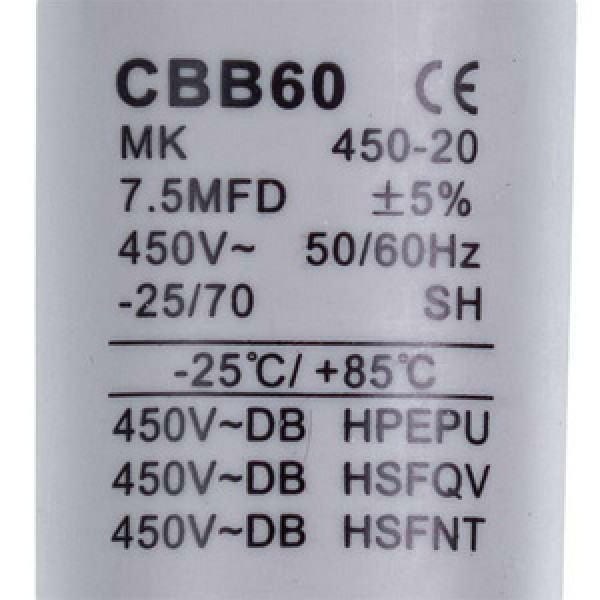 CBB60 CE
MK 450-20
7.5MFD ±5%
450V~ 50/60Hz
-25/70 SH
-25℃/ +85℃
450V~DB HPEPU
450V~DB HSFQV
450V~DB HSFNT